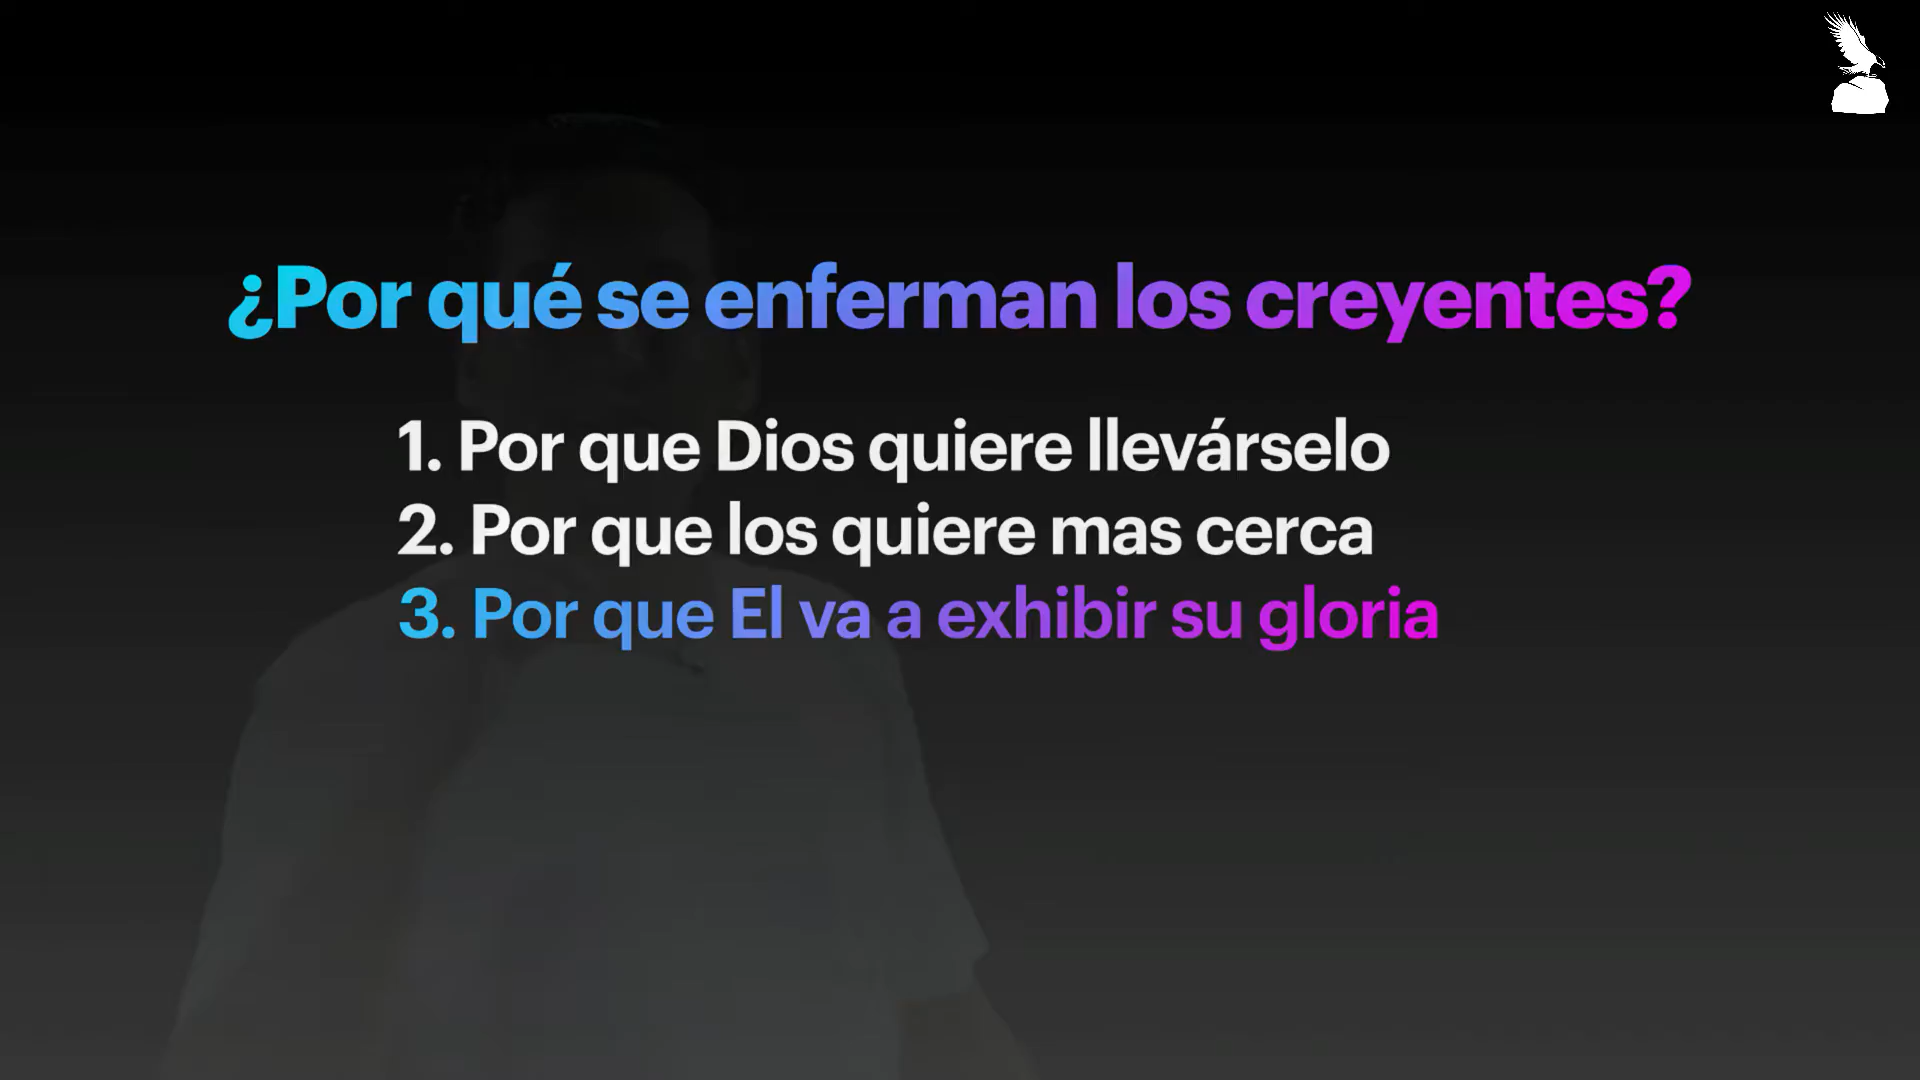 ¿Por qué se enferman los creyentes?
1. Por que Dios quiere llevárselo
2. Por que los quiere mas cerca
3. Por que El va a exhibir su gloria